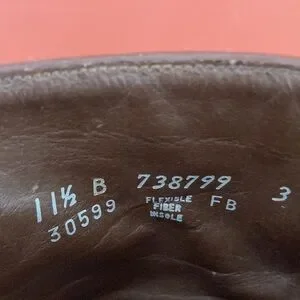 11½ B 738799 3
30599 FLEXIBLE FB
FIBER
INSOLE